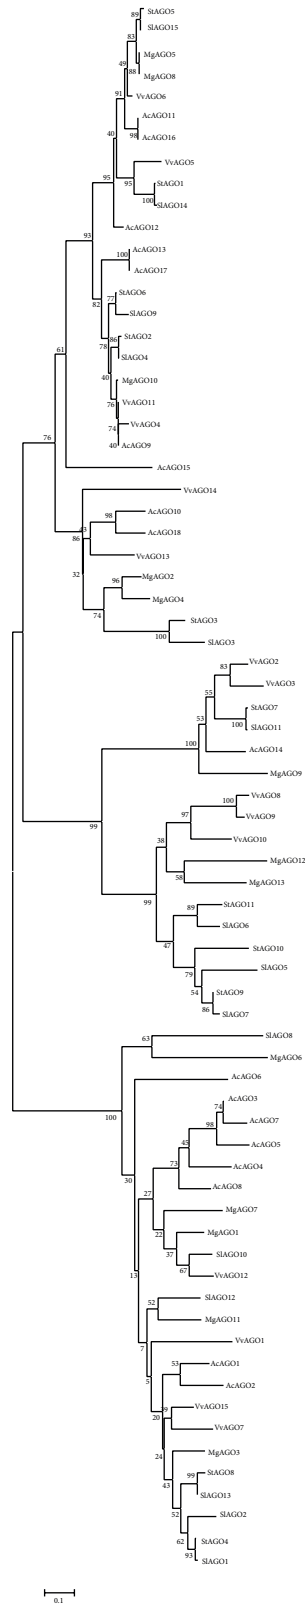 StAGO5
89
SlAGO15
83
MgAGO5
49
88
MgAGO8
91
VvAGO6
AcAGO11
40
98
AcAGO16
VvAGO5
95
95
StAGO1
100
SlAGO14
93
AcAGO12
AcAGO13
100
AcAGO17
StAGO6
77
82
SlAGO9
StAGO2
86
78
SlAGO4
61
40
MgAGO10
76
VvAGO11
VvAGO4
74
40
AcAGO9
76
AcAGO15
VvAGO14
AcAGO10
98
43
AcAGO18
86
VvAGO13
32
MgAGO2
96
MgAGO4
74
StAGO3
100
SlAGO3
VvAGO2
83
VvAGO3
55
StAGO7
53
100
SlAGO11
100
AcAGO14
MgAGO9
99
VvAGO8
100
VvAGO9
97
VvAGO10
38
MgAGO12
58
MgAGO13
99
StAGO11
89
SlAGO6
47
StAGO10
79
SlAGO5
54
StAGO9
86
SlAGO7
63
SlAGO8
MgAGO6
100
AcAGO6
AcAGO3
74
AcAGO7
98
AcAGO5
45
73
AcAGO4
30
AcAGO8
27
MgAGO7
22
MgAGO1
37
SlAGO10
67
VvAGO12
13
SlAGO12
52
MgAGO11
7
VvAGO1
53
AcAGO1
5
AcAGO2
VvAGO15
39
20
VvAGO7
24
MgAGO3
StAGO8
99
43
SlAGO13
52
SlAGO2
62
StAGO4
93
SlAGO1
0.1